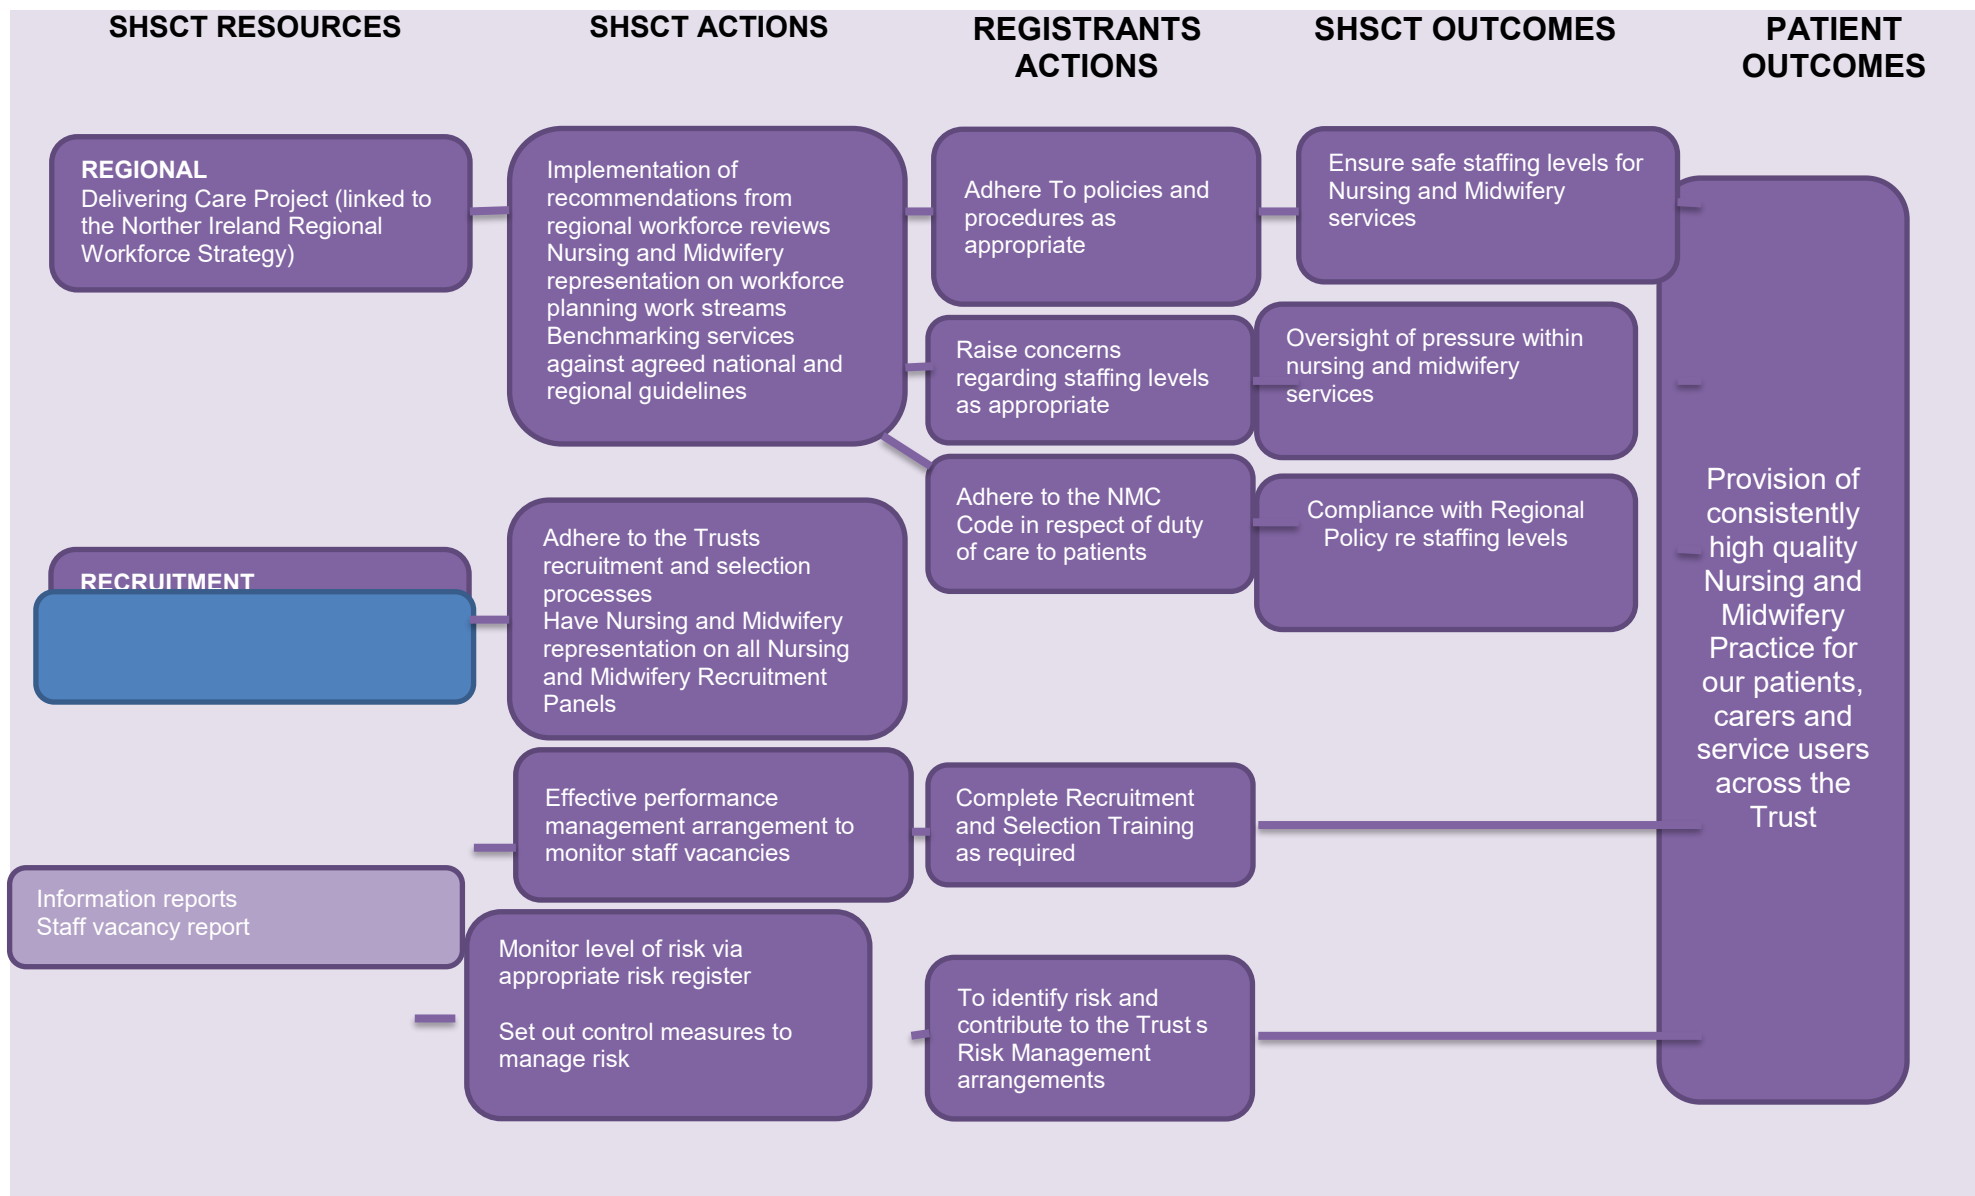 SHSCT RESOURCES
SHSCT ACTIONS
REGISTRANTS
ACTIONS
SHSCT OUTCOMES
PATIENT
OUTCOMES
REGIONAL
Delivering Care Project (linked to
the Norther Ireland Regional
Workforce Strategy)
Implementation of
recommendations from
regional workforce reviews
Nursing and Midwifery
representation on workforce
planning work streams
Benchmarking services
against agreed national and
regional guidelines
Adhere To policies and
procedures as
appropriate
Ensure safe staffing levels for
Nursing and Midwifery
services
Raise concerns
regarding staffing levels
as appropriate
Oversight of pressure within
nursing and midwifery
services
Adhere to the NMC
Code in respect of duty
of care to patients
Compliance with Regional
Policy re staffing levels
RECRUITMENT
Adhere to the Trusts
recruitment and selection
processes
Have Nursing and Midwifery
representation on all Nursing
and Midwifery Recruitment
Panels
Effective performance
management arrangement to
monitor staff vacancies
Complete Recruitment
and Selection Training
as required
Information reports
Staff vacancy report
Monitor level of risk via
appropriate risk register
Set out control measures to
manage risk
To identify risk and
contribute to the Trust s
Risk Management
arrangements
Provision of
consistently
high quality
Nursing and
Midwifery
Practice for
our patients,
carers and
service users
across the
Trust